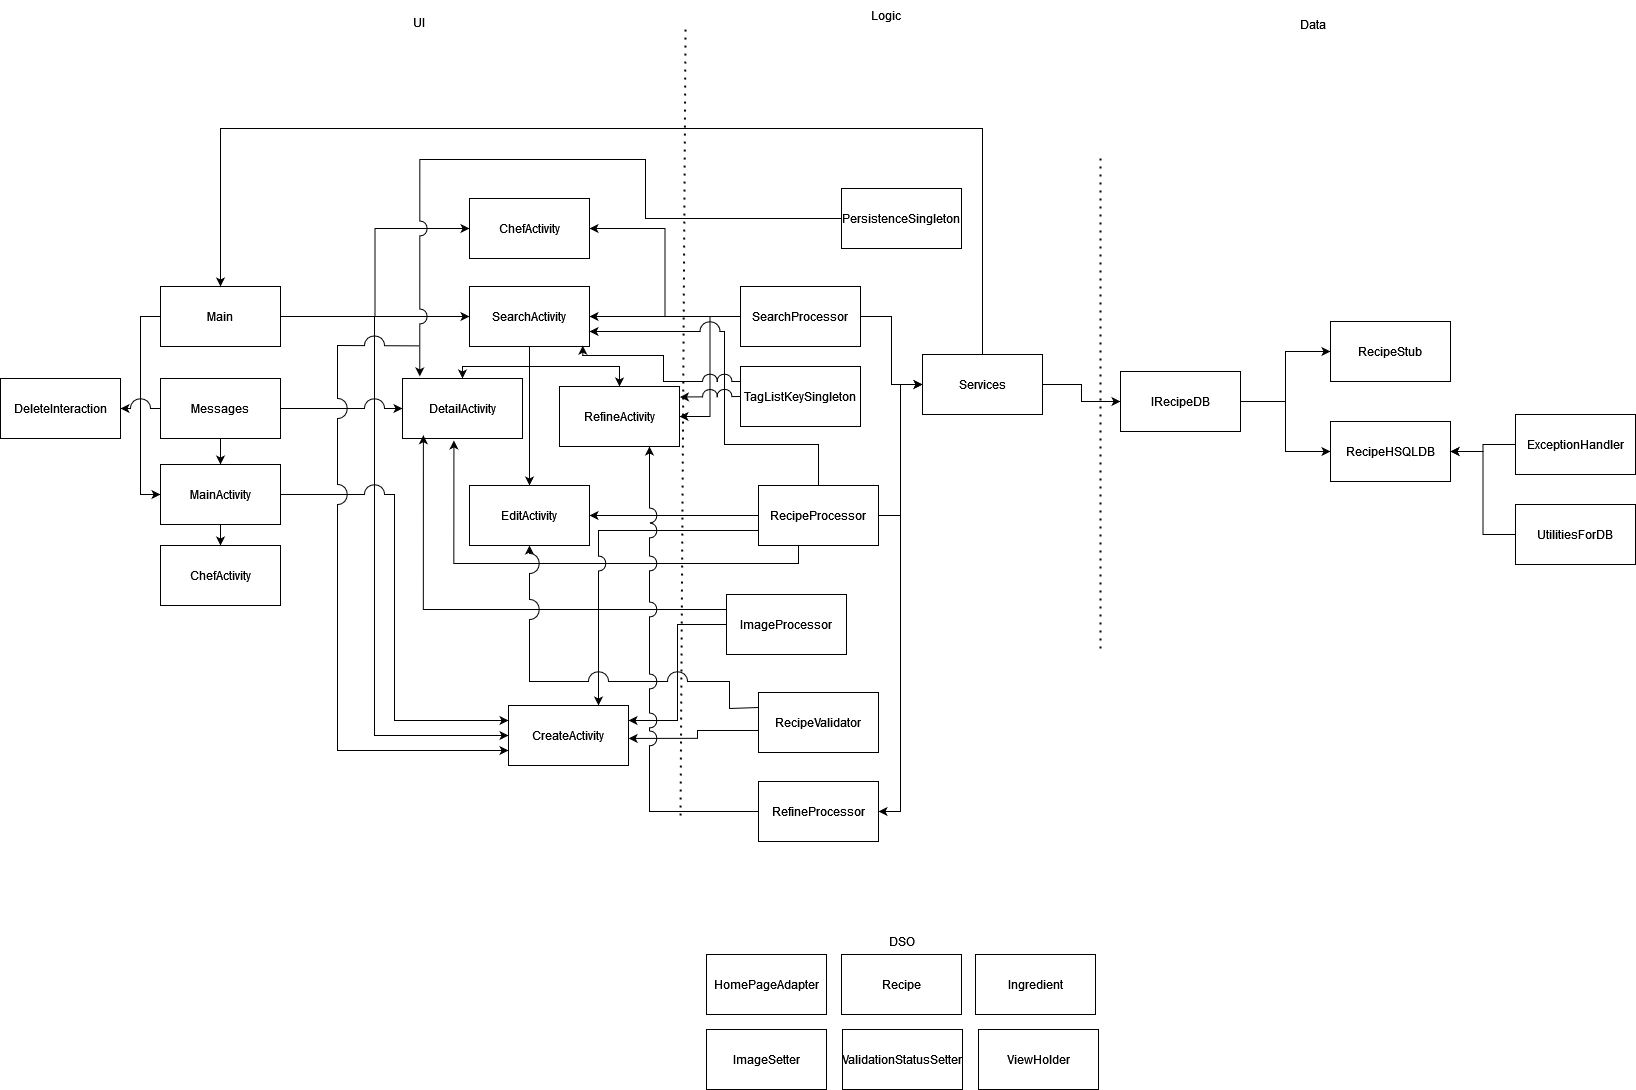 UI
Logic
Data
PersistenceSingleton
ChefActivity
Main
SearchActivity
SearchProcessor
RecipeStub
Services
IRecipeDB
TagListKeySingleton
DeleteInteraction
Messages
DetailActivity
RefineActivity
RecipeHSQLDB
ExceptionHandler
MainActivity
EditActivity
RecipeProcessor
UtilitiesForDB
ChefActivity
ImageProcessor
CreateActivity
RecipeValidator
RefineProcessor
DSO
HomePageAdapter
Recipe
Ingredient
ImageSetter
ValidationStatusSetter
ViewHolder